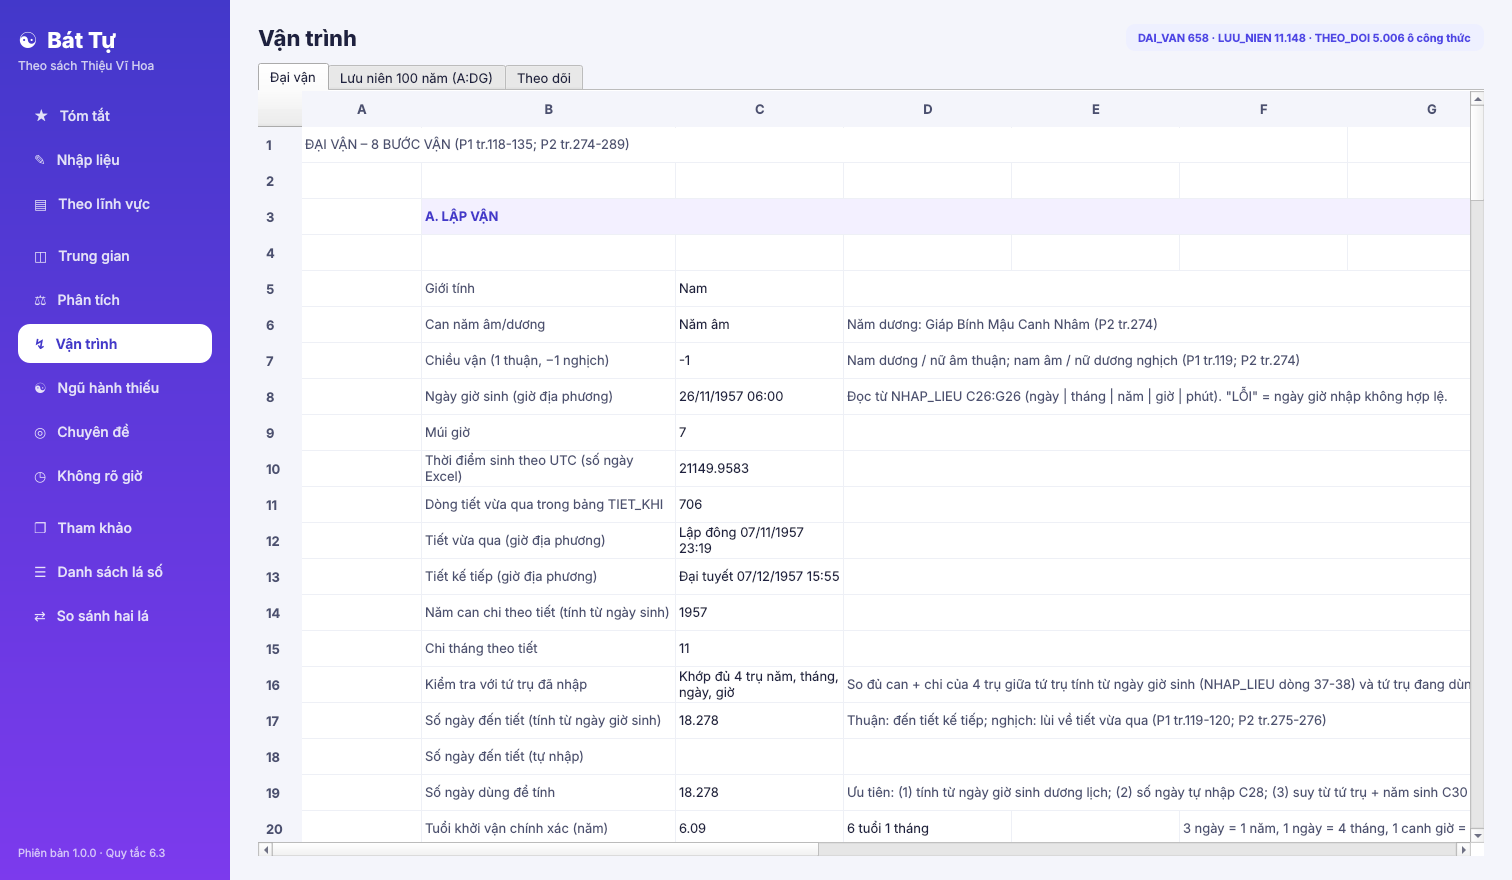 ☯ Bát Tự
Theo sách Thiệu Vĩ Hoa
★ Tóm tắt
✎ Nhập liệu
▤ Theo lĩnh vực
◫ Trung gian
⚖ Phân tích
↯ Vận trình
☯ Ngũ hành thiếu
◎ Chuyên đề
◷ Không rõ giờ
❐ Tham khảo
☰ Danh sách lá số
⇄ So sánh hai lá
Phiên bản 1.0.0 · Quy tắc 6.3
Vận trình
DAI_VAN 658 · LUU_NIEN 11.148 · THEO_DOI 5.006 ô công thức
Đại vận Lưu niên 100 năm (A:DG) Theo dõi
A B C D E F G
1 ĐẠI VẬN – 8 BƯỚC VẬN (P1 tr.118-135; P2 tr.274-289)
2
3 A. LẬP VẬN
4
5 Giới tính Nam
6 Can năm âm/dương Năm âm Năm dương: Giáp Bính Mậu Canh Nhâm (P2 tr.274)
7 Chiều vận (1 thuận, −1 nghịch) -1 Nam dương / nữ âm thuận; nam âm / nữ dương nghịch (P1 tr.119; P2 tr.274)
8 Ngày giờ sinh (giờ địa phương) 26/11/1957 06:00 Đọc từ NHAP_LIEU C26:G26 (ngày | tháng | năm | giờ | phút). "LỖI" = ngày giờ nhập không hợp lệ.
9 Múi giờ 7
10 Thời điểm sinh theo UTC (số ngày
Excel) 21149.9583
11 Dòng tiết vừa qua trong bảng TIET_KHI 706
12 Tiết vừa qua (giờ địa phương) Lập đông 07/11/1957
23:19
13 Tiết kế tiếp (giờ địa phương) Đại tuyết 07/12/1957 15:55
14 Năm can chi theo tiết (tính từ ngày sinh) 1957
15 Chi tháng theo tiết 11
16 Kiểm tra với tứ trụ đã nhập Khớp đủ 4 trụ năm, tháng,
ngày, giờ So đủ can + chi của 4 trụ giữa tứ trụ tính từ ngày giờ sinh (NHAP_LIEU dòng 37-38) và tứ trụ đang dùn
17 Số ngày đến tiết (tính từ ngày giờ sinh) 18.278 Thuận: đến tiết kế tiếp; nghịch: lùi về tiết vừa qua (P1 tr.119-120; P2 tr.275-276)
18 Số ngày đến tiết (tự nhập)
19 Số ngày dùng để tính 18.278 Ưu tiên: (1) tính từ ngày giờ sinh dương lịch; (2) số ngày tự nhập C28; (3) suy từ tứ trụ + năm sinh C30
20 Tuổi khởi vận chính xác (năm) 6.09 6 tuổi 1 tháng 3 ngày = 1 năm, 1 ngày = 4 tháng, 1 canh giờ =